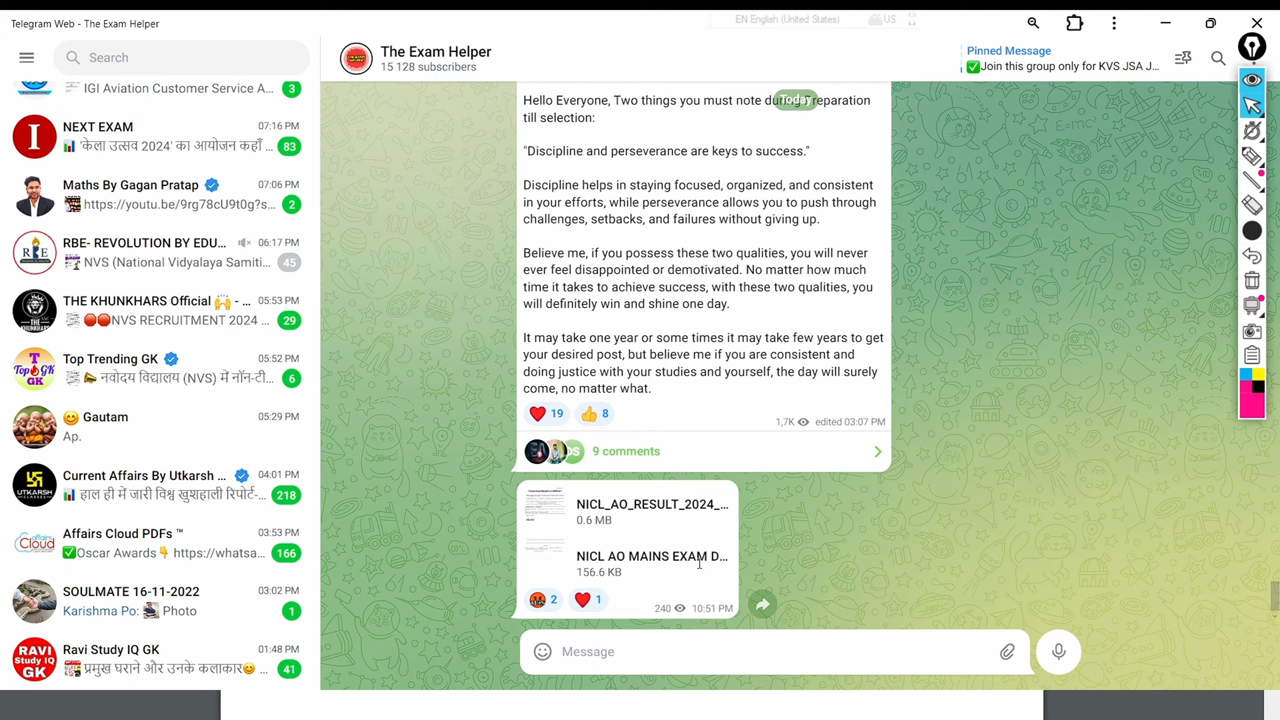 Telegram Web - The Exam Helper
EN English (United States)
US
Search
The Exam Helper
15 128 subscribers
Pinned Message
✅Join this group only for KVS JSA J...
IGI Aviation Customer Service A...
3
NEXT EXAM
07:16 PM
📊 'केला उत्सव 2024' का आयोजन कहाँ ...
83
Maths By Gagan Pratap
07:06 PM
https://youtu.be/9rg78cU9t0g?s...
2
RBE- REVOLUTION BY EDU...
06:17 PM
NVS (National Vidyalaya Samiti...
45
THE KHUNKHARS Official 🙌 - ...
05:53 PM
🔴🔴NVS RECRUITMENT 2024 ...
29
Top Trending GK
05:52 PM
📣 नवोदय विद्यालय (NVS) में नॉन-टी...
6
😊 Gautam
05:29 PM
Ap.
Current Affairs By Utkarsh ...
04:01 PM
📊 हाल ही में जारी विश्व खुशहाली रिपोर्ट-...
218
Affairs Cloud PDFs ™
03:53 PM
✅Oscar Awards👇 https://whatsa...
166
SOULMATE 16-11-2022
03:02 PM
Karishma Po: Photo
1
Ravi Study IQ GK
01:48 PM
📊 प्रमुख घराने और उनके कलाकार😊 ...
41
Today
Hello Everyone, Two things you must note during preparation
till selection:
"Discipline and perseverance are keys to success."
Discipline helps in staying focused, organized, and consistent
in your efforts, while perseverance allows you to push through
challenges, setbacks, and failures without giving up.
Believe me, if you possess these two qualities, you will never
ever feel disappointed or demotivated. No matter how much
time it takes to achieve success, with these two qualities, you
will definitely win and shine one day.
It may take one year or some times it may take few years to get
your desired post, but believe me if you are consistent and
doing justice with your studies and yourself, the day will surely
come, no matter what.
❤ 19 👍 8
1,7K edited 03:07 PM
9 comments
NICL_AO_RESULT_2024_...
0.6 MB
NICL AO MAINS EXAM D...
156.6 KB
2 ❤ 1
240 10:51 PM
Message